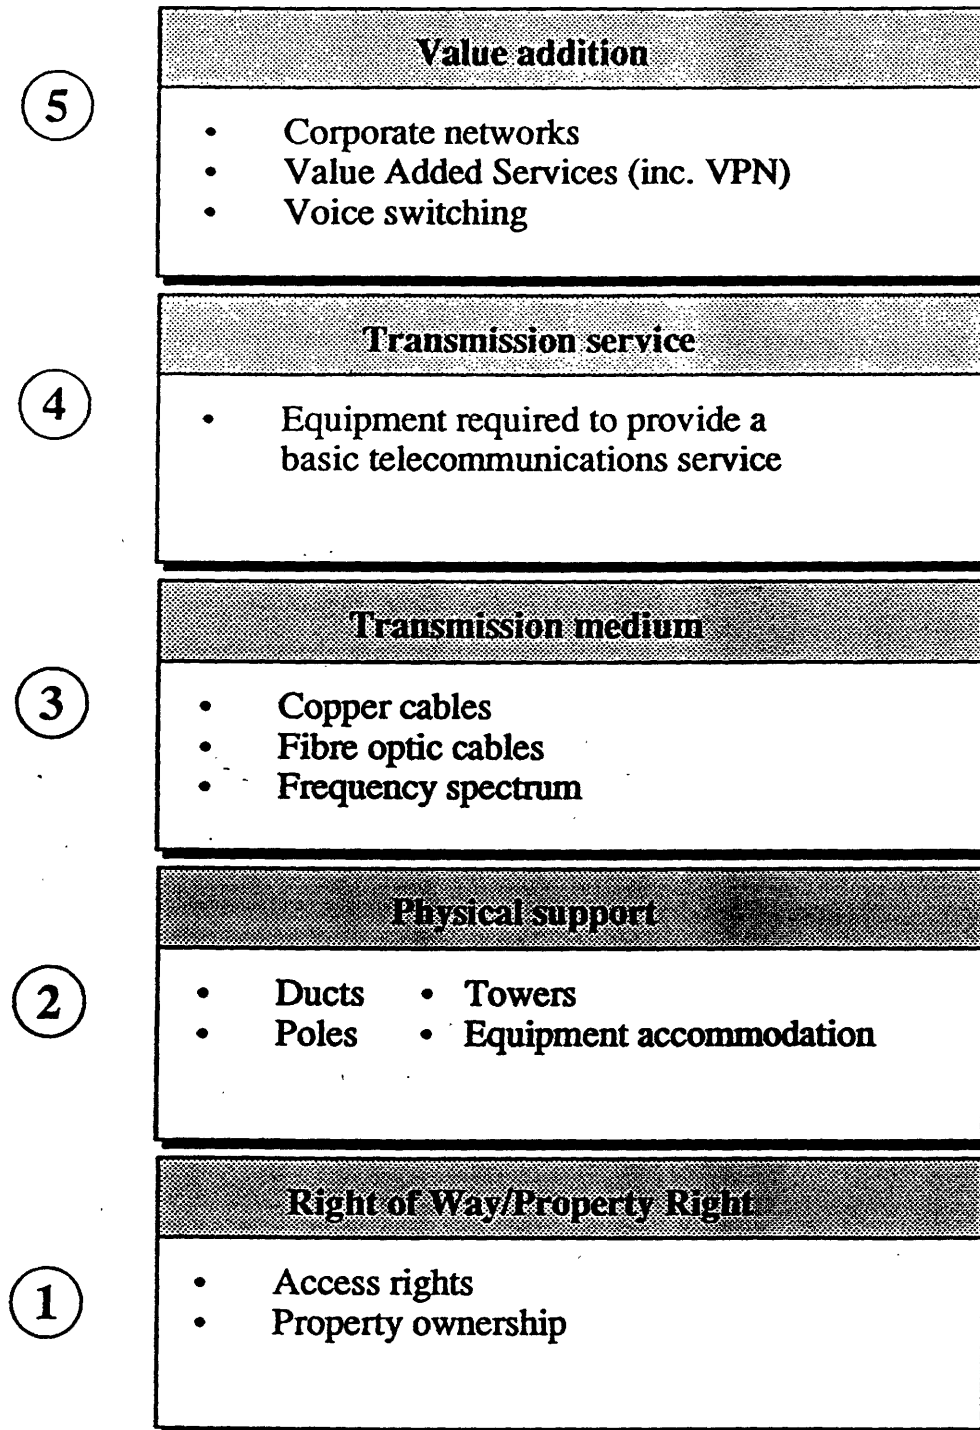 Value addition
5
• Corporate networks
• Value Added Services (inc. VPN)
• Voice switching
Transmission service
4
• Equipment required to provide a
basic telecommunications service
Transmission medium
3
• Copper cables
• Fibre optic cables
• Frequency spectrum
Physical support
2
• Ducts • Towers
• Poles • Equipment accommodation
Right of Way/Property Right
1
• Access rights
• Property ownership